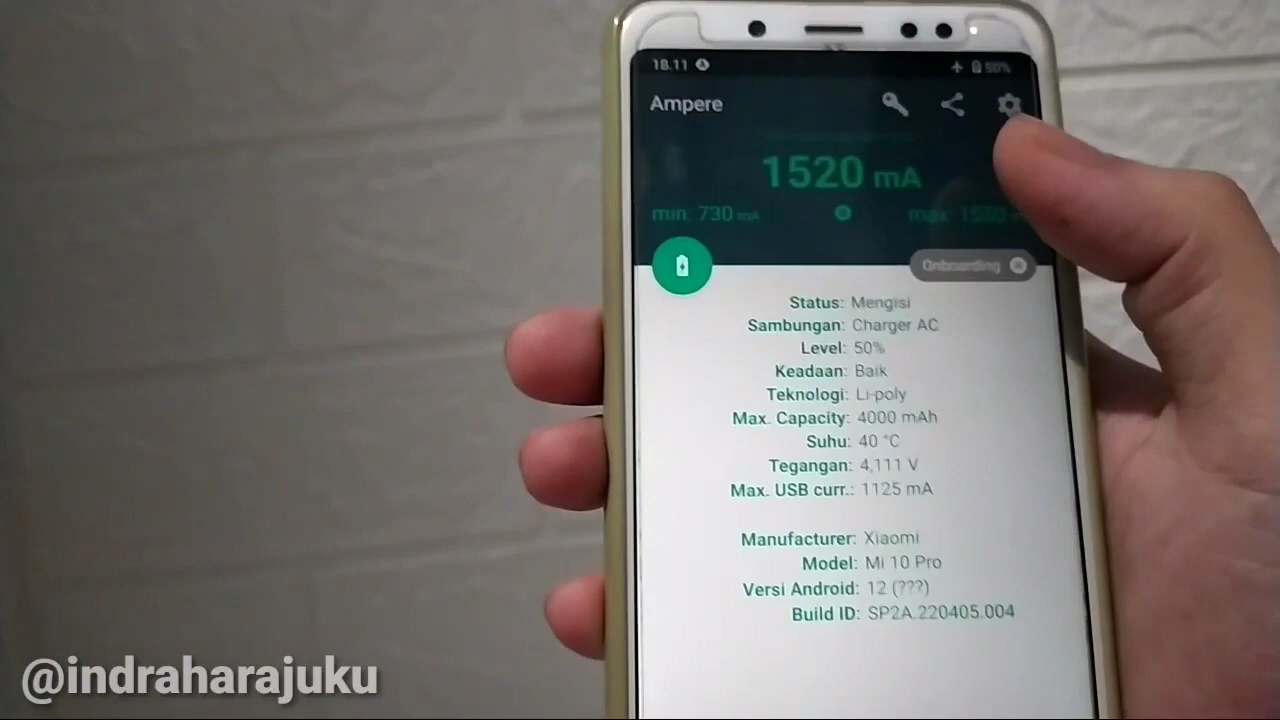 18.11 50%
Ampere
1520 mA
min: 730 mA max: 1550
Onboarding
Status: Mengisi
Sambungan: Charger AC
Level: 50%
Keadaan: Baik
Teknologi: Li-poly
Max. Capacity: 4000 mAh
Suhu: 40 °C
Tegangan: 4,111 V
Max. USB curr.: 1125 mA
Manufacturer: Xiaomi
Model: Mi 10 Pro
Versi Android: 12 (???)
Build ID: SP2A.220405.004
@indraharajuku